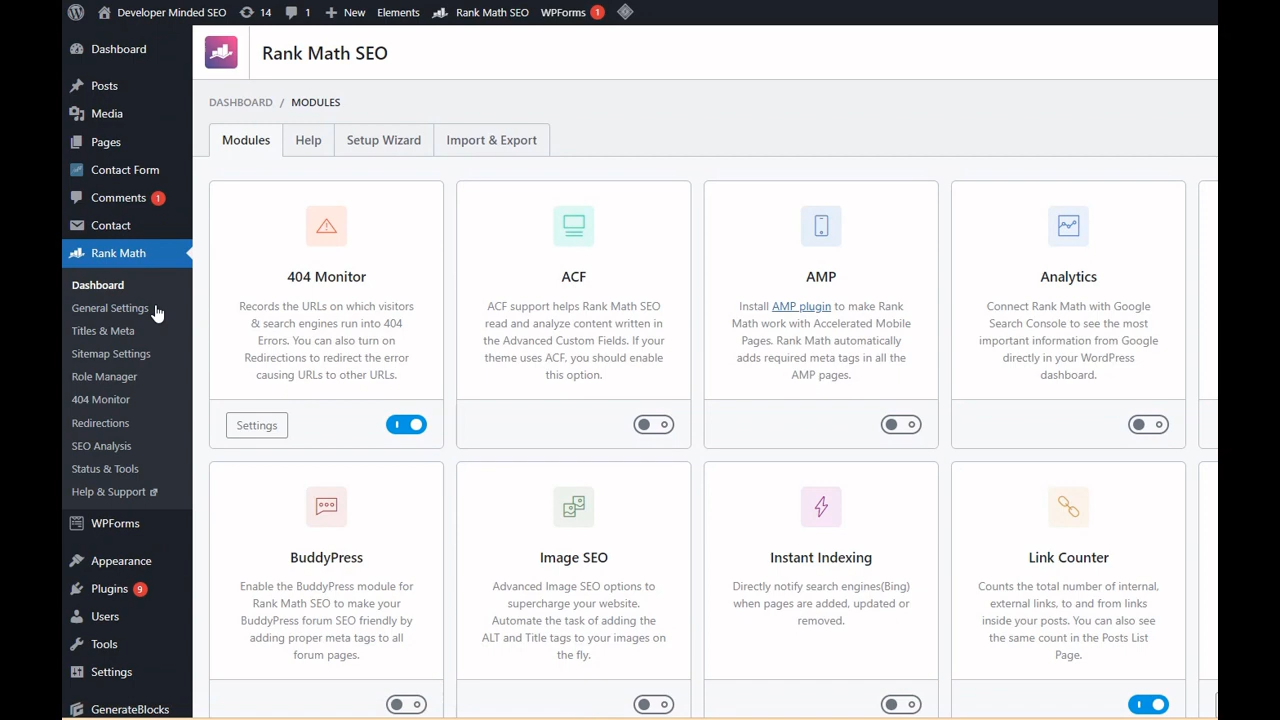 Developer Minded SEO 14 1 New Elements Rank Math SEO WPForms 1
Dashboard
Posts
Media
Pages
Contact Form
Comments 1
Contact
Rank Math
Dashboard
General Settings
Titles & Meta
Sitemap Settings
Role Manager
404 Monitor
Redirections
SEO Analysis
Status & Tools
Help & Support
WPForms
Appearance
Plugins 9
Users
Tools
Settings
GenerateBlocks
Rank Math SEO
DASHBOARD / MODULES
Modules Help Setup Wizard Import & Export
404 Monitor
Records the URLs on which visitors
& search engines run into 404
Errors. You can also turn on
Redirections to redirect the error
causing URLs to other URLs.
Settings
ACF
ACF support helps Rank Math SEO
read and analyze content written in
the Advanced Custom Fields. If your
theme uses ACF, you should enable
this option.
AMP
Install AMP plugin to make Rank
Math work with Accelerated Mobile
Pages. Rank Math automatically
adds required meta tags in all the
AMP pages.
Analytics
Connect Rank Math with Google
Search Console to see the most
important information from Google
directly in your WordPress
dashboard.
BuddyPress
Enable the BuddyPress module for
Rank Math SEO to make your
BuddyPress forum SEO friendly by
adding proper meta tags to all
forum pages.
Image SEO
Advanced Image SEO options to
supercharge your website.
Automate the task of adding the
ALT and Title tags to your images on
the fly.
Instant Indexing
Directly notify search engines(Bing)
when pages are added, updated or
removed.
Link Counter
Counts the total number of internal,
external links, to and from links
inside your posts. You can also see
the same count in the Posts List
Page.